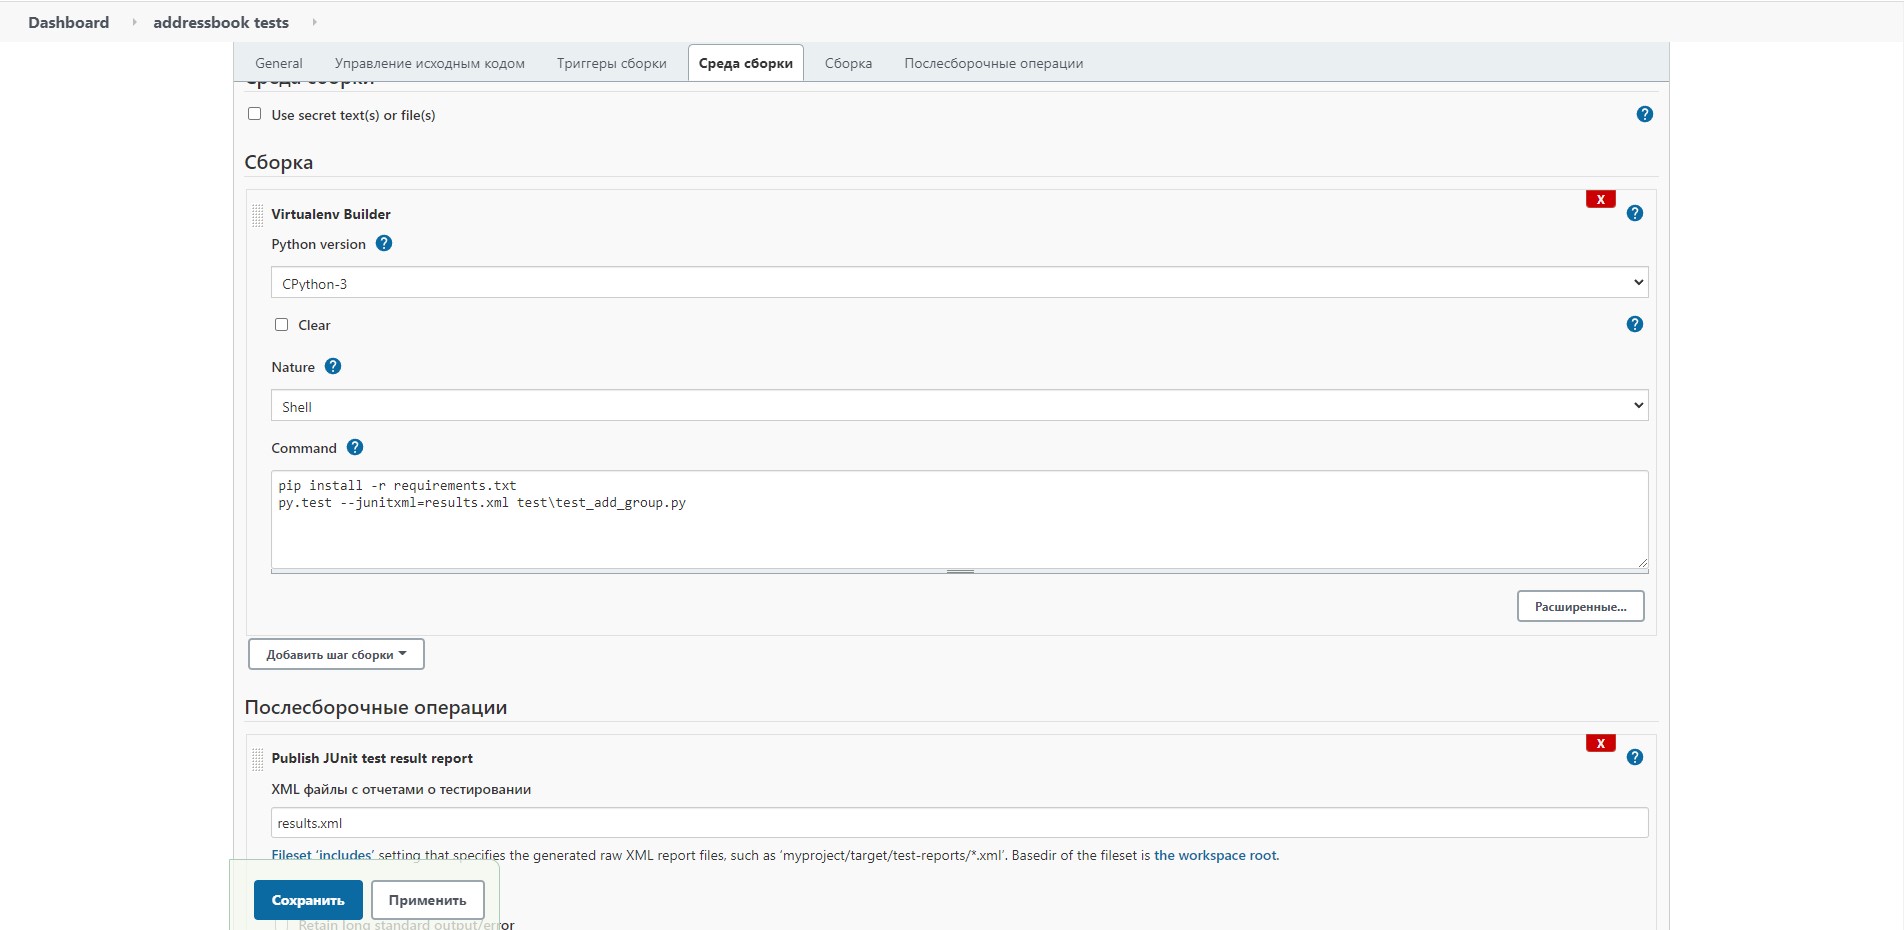 Dashboard
addressbook tests
General
Управление исходным кодом
Триггеры сборки
Среда сборки
Сборка
Послесборочные операции
Среда сборки
Use secret text(s) or file(s)
Сборка
X
Virtualenv Builder
Python version
CPython-3
Clear
Nature
Shell
Command
pip install -r requirements.txt
py.test --junitxml=results.xml test\test_add_group.py
Расширенные...
Добавить шаг сборки
Послесборочные операции
X
Publish JUnit test result report
XML файлы с отчетами о тестировании
results.xml
Fileset ‘includes’ setting that specifies the generated raw XML report files, such as ‘myproject/target/test-reports/*.xml’. Basedir of the fileset is the workspace root.
Сохранить
Применить
Retain long standard output/error